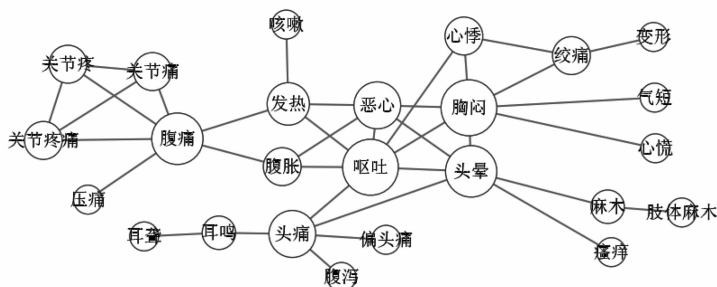 咳嗽
心悸
变形
绞痛
关节疼
关节痛
发热
恶心
胸闷
气短
关节疼痛
腹痛
心慌
腹胀
呕吐
头晕
压痛
麻木
肢体麻木
耳聋
耳鸣
头痛
偏头痛
瘙痒
腹泻